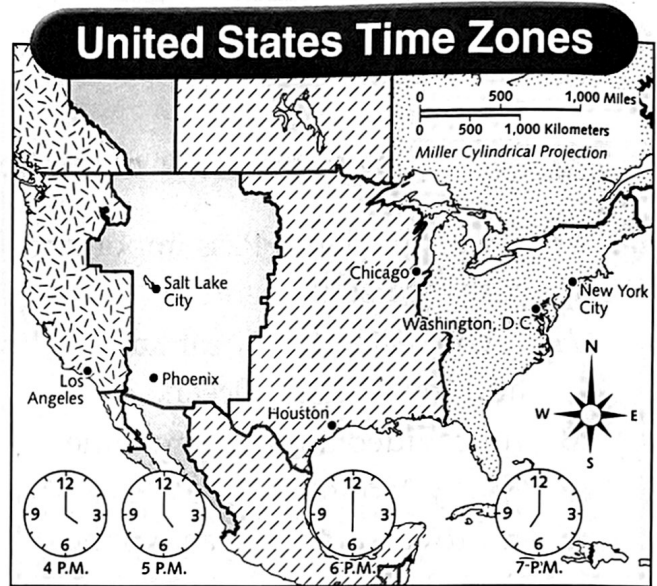 United States Time Zones
0 500 1,000 Miles
0 500 1,000 Kilometers
Miller Cylindrical Projection
Chicago
Salt Lake
City
New York
City
Washington, D.C.
N
W E
S
Los
Angeles
Phoenix
Houston
12
9 3
6
4 P.M.
12
9 3
6
5 P.M.
12
9 3
6
6 P.M.
12
9 3
6
7 P.M.